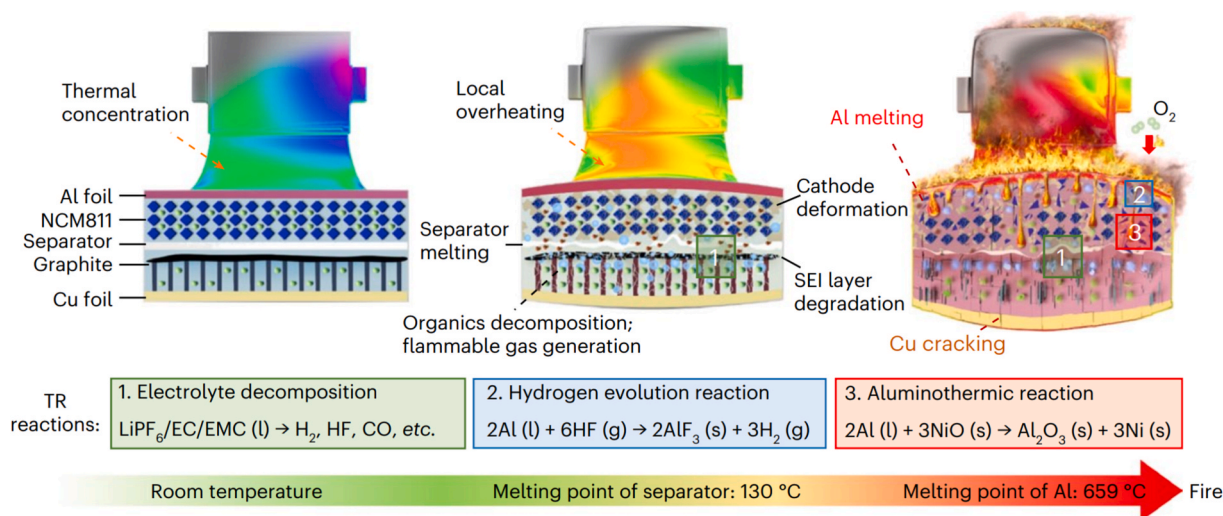 Thermal
concentration
Al foil
NCM811
Separator
Graphite
Cu foil
Local
overheating
Separator
melting
Organics decomposition;
flammable gas generation
Cathode
deformation
SEI layer
degradation
1
Al melting
O₂
2
3
1
Cu cracking
TR
reactions:
1. Electrolyte decomposition
LiPF₆/EC/EMC (l) → H₂, HF, CO, etc.
2. Hydrogen evolution reaction
2Al (l) + 6HF (g) → 2AlF₃ (s) + 3H₂ (g)
3. Aluminothermic reaction
2Al (l) + 3NiO (s) → Al₂O₃ (s) + 3Ni (s)
Room temperature
Melting point of separator: 130 °C
Melting point of Al: 659 °C
Fire